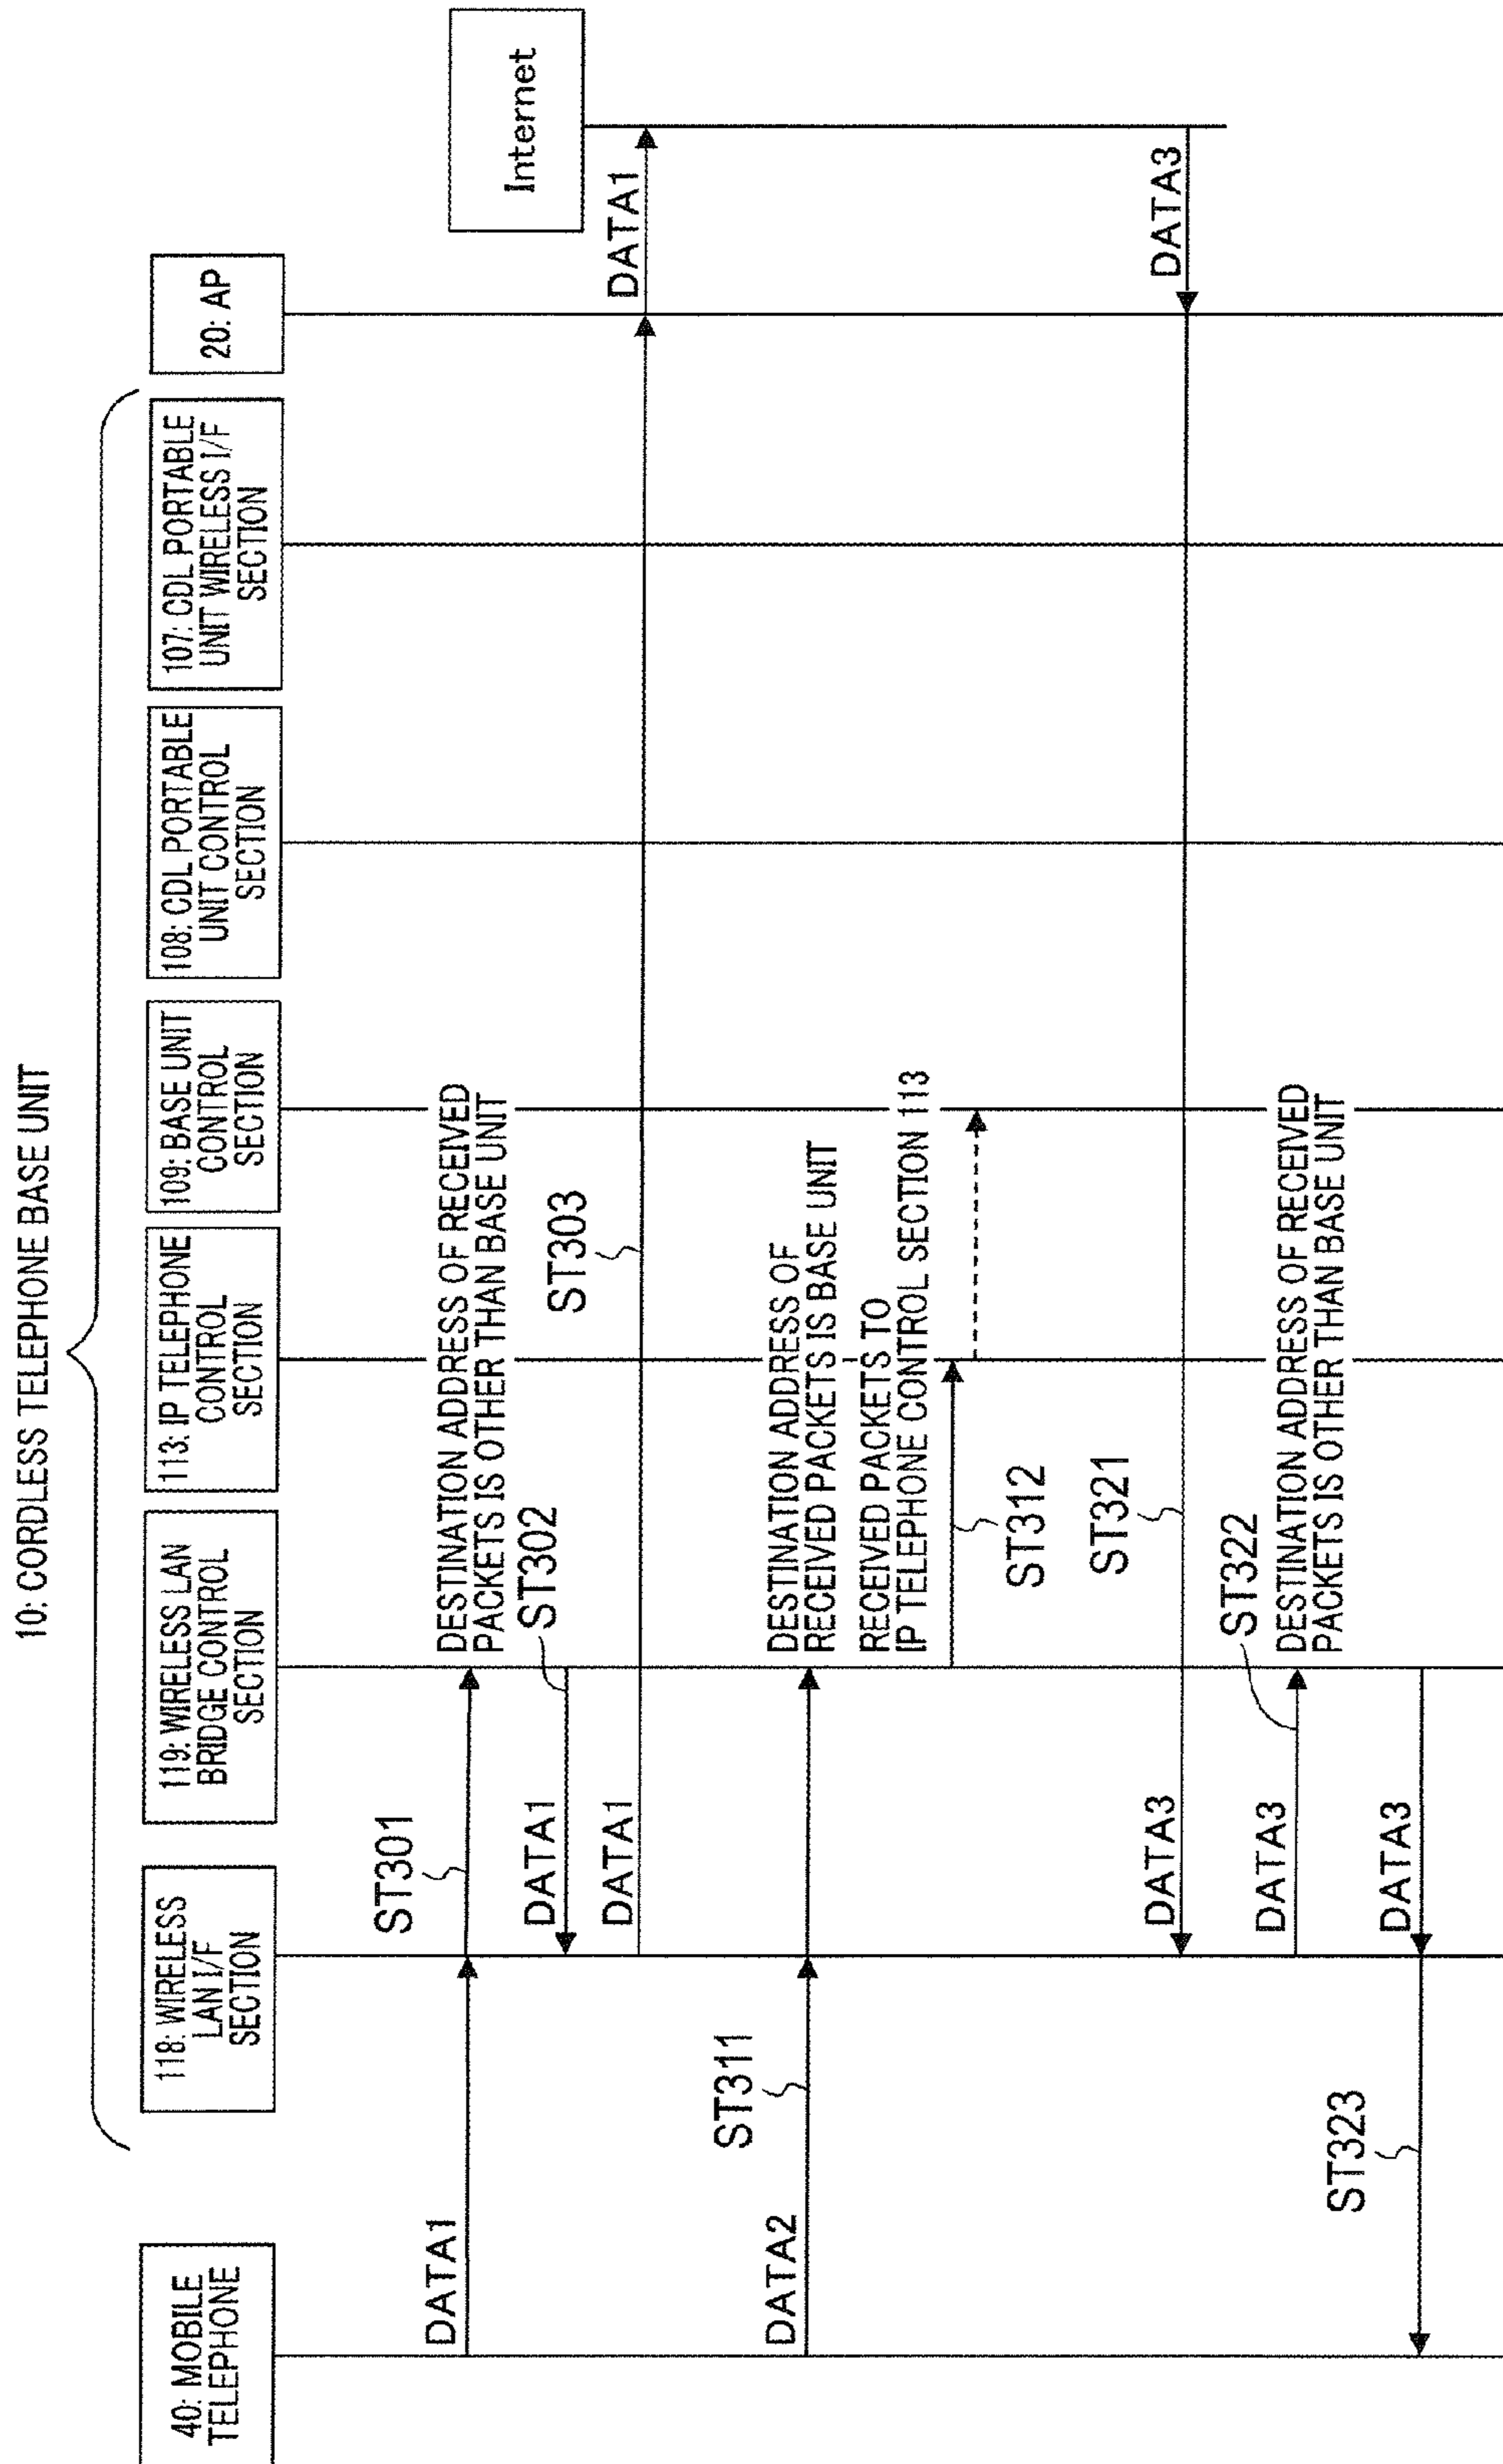 10: CORDLESS TELEPHONE BASE UNIT
40: MOBILE
TELEPHONE
118: WIRELESS
LAN I/F
SECTION
119: WIRELESS LAN
BRIDGE CONTROL
SECTION
113: IP TELEPHONE
CONTROL
SECTION
109: BASE UNIT
CONTROL
SECTION
108: CDL PORTABLE
UNIT CONTROL
SECTION
107: CDL PORTABLE
UNIT WIRELESS I/F
SECTION
20: AP
Internet
DATA1
ST301
DESTINATION ADDRESS OF RECEIVED
PACKETS IS OTHER THAN BASE UNIT
DATA1
ST302
DATA1
ST303
DATA1
DATA2
ST311
DESTINATION ADDRESS OF
RECEIVED PACKETS IS BASE UNIT
RECEIVED PACKETS TO
IP TELEPHONE CONTROL SECTION 113
ST312
DATA3
ST321
DATA3
DATA3
ST322
DESTINATION ADDRESS OF RECEIVED
PACKETS IS OTHER THAN BASE UNIT
DATA3
ST323